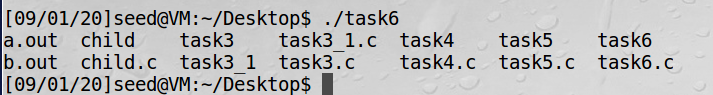 [09/01/20]seed@VM:~/Desktop$ ./task6
a.out  child    task3    task3_1.c  task4    task5    task6
b.out  child.c  task3_1  task3.c    task4.c  task5.c  task6.c
[09/01/20]seed@VM:~/Desktop$